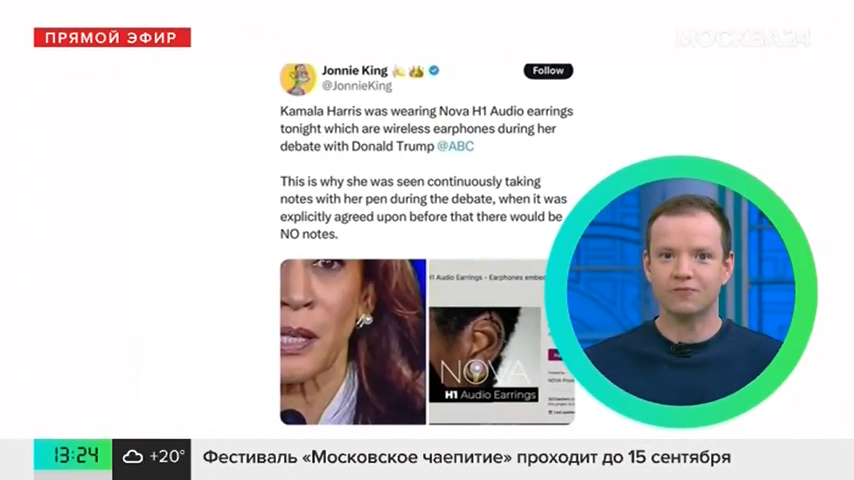 ПРЯМОЙ ЭФИР
МОСКВА24
Jonnie King
@JonnieKing
Follow
Kamala Harris was wearing Nova H1 Audio earrings
tonight which are wireless earphones during her
debate with Donald Trump @ABC
This is why she was seen continuously taking
notes with her pen during the debate, when it was
explicitly agreed upon before that there would be
NO notes.
H1 Audio Earrings - Earphones embed
NOVA
H1 Audio Earrings
13:24
+20°
Фестиваль «Московское чаепитие» проходит до 15 сентября